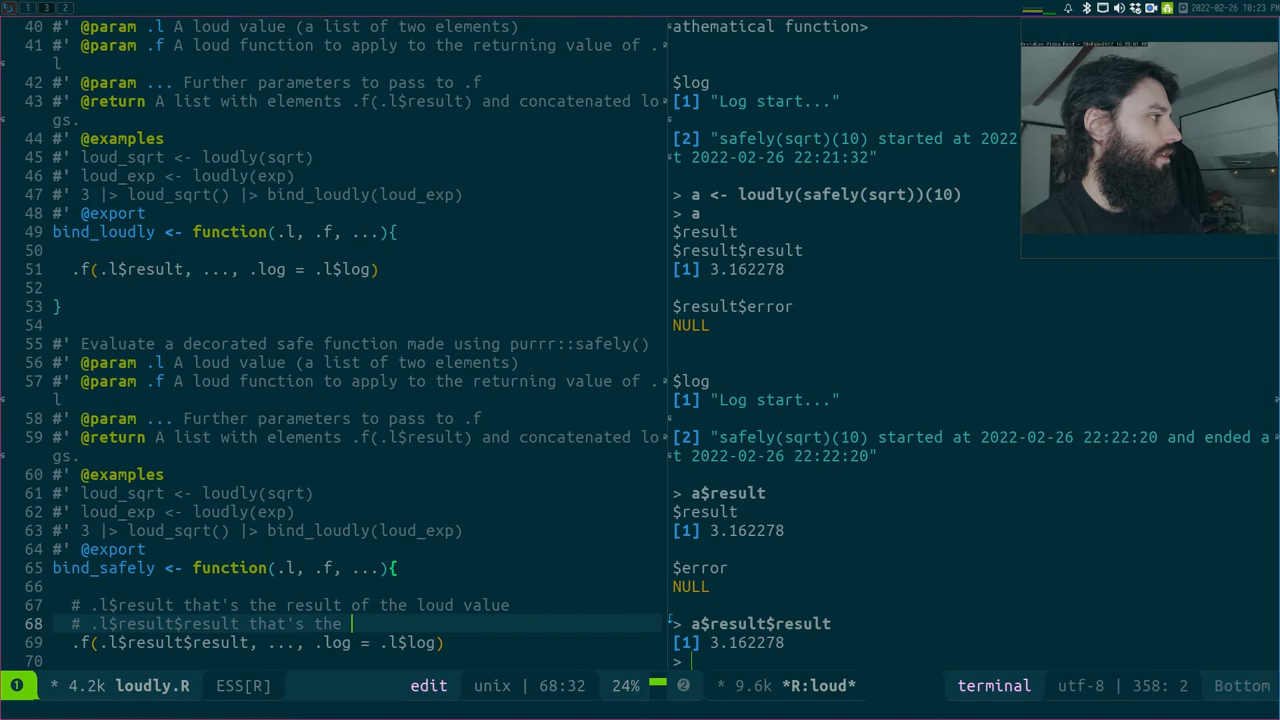 1 3 2
2022-02-26 10:23 PM
40 #' @param .l A loud value (a list of two elements)
41 #' @param .f A loud function to apply to the returning value of .
l
42 #' @param ... Further parameters to pass to .f
43 #' @return A list with elements .f(.l$result) and concatenated lo
gs.
44 #' @examples
45 #' loud_sqrt <- loudly(sqrt)
46 #' loud_exp <- loudly(exp)
47 #' 3 |> loud_sqrt() |> bind_loudly(loud_exp)
48 #' @export
49 bind_loudly <- function(.l, .f, ...){
50
51 .f(.l$result, ..., .log = .l$log)
52
53 }
54
55 #' Evaluate a decorated safe function made using purrr::safely()
56 #' @param .l A loud value (a list of two elements)
57 #' @param .f A loud function to apply to the returning value of .
l
58 #' @param ... Further parameters to pass to .f
59 #' @return A list with elements .f(.l$result) and concatenated lo
gs.
60 #' @examples
61 #' loud_sqrt <- loudly(sqrt)
62 #' loud_exp <- loudly(exp)
63 #' 3 |> loud_sqrt() |> bind_loudly(loud_exp)
64 #' @export
65 bind_safely <- function(.l, .f, ...){
66
67 # .l$result that's the result of the loud value
68 # .l$result$result that's the
69 .f(.l$result$result, ..., .log = .l$log)
70
1 * 4.2k loudly.R ESS[R] edit unix | 68:32 24%
athematical function>
$log
[1] "Log start..."
[2] "safely(sqrt)(10) started at 2022
t 2022-02-26 22:21:32"
> a <- loudly(safely(sqrt))(10)
> a
$result
$result$result
[1] 3.162278
$result$error
NULL
$log
[1] "Log start..."
[2] "safely(sqrt)(10) started at 2022-02-26 22:22:20 and ended a
t 2022-02-26 22:22:20"
> a$result
$result
[1] 3.162278
$error
NULL
> a$result$result
[1] 3.162278
>
2 * 9.6k *R:loud* terminal utf-8 | 358: 2 Bottom